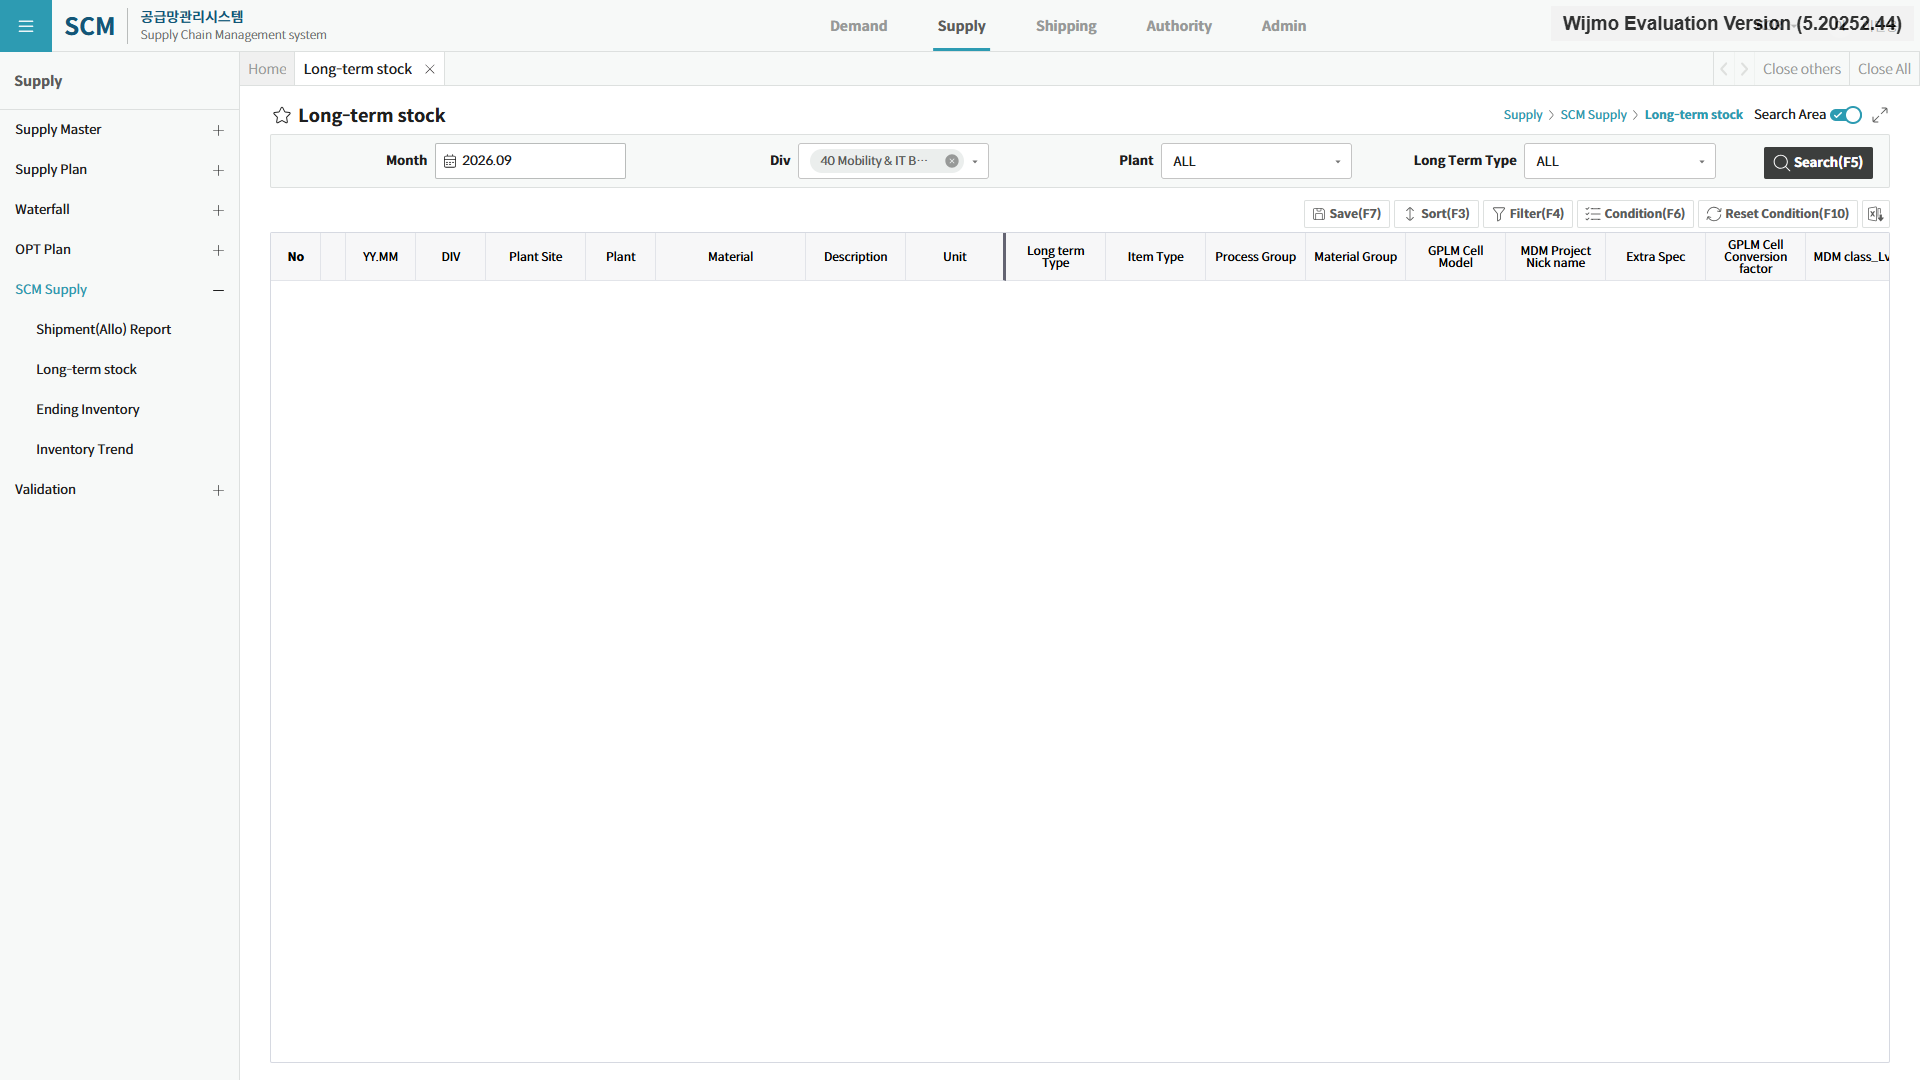 SCM
공급망관리시스템
Supply Chain Management system
Demand
Supply
Shipping
Authority
Admin
Wijmo Evaluation Version (5.20252.44)
Supply
Home
Long-term stock
Close others
Close All
Supply Master
Supply Plan
Waterfall
OPT Plan
SCM Supply
Shipment(Allo) Report
Long-term stock
Ending Inventory
Inventory Trend
Validation
Long-term stock
Supply > SCM Supply > Long-term stock
Search Area
Month
2026.09
Div
40 Mobility & IT B···
Plant
ALL
Long Term Type
ALL
Search(F5)
Save(F7)
Sort(F3)
Filter(F4)
Condition(F6)
Reset Condition(F10)
No
YY.MM
DIV
Plant Site
Plant
Material
Description
Unit
Long term
Type
Item Type
Process Group
Material Group
GPLM Cell
Model
MDM Project
Nick name
Extra Spec
GPLM Cell
Conversion
factor
MDM class_Lv